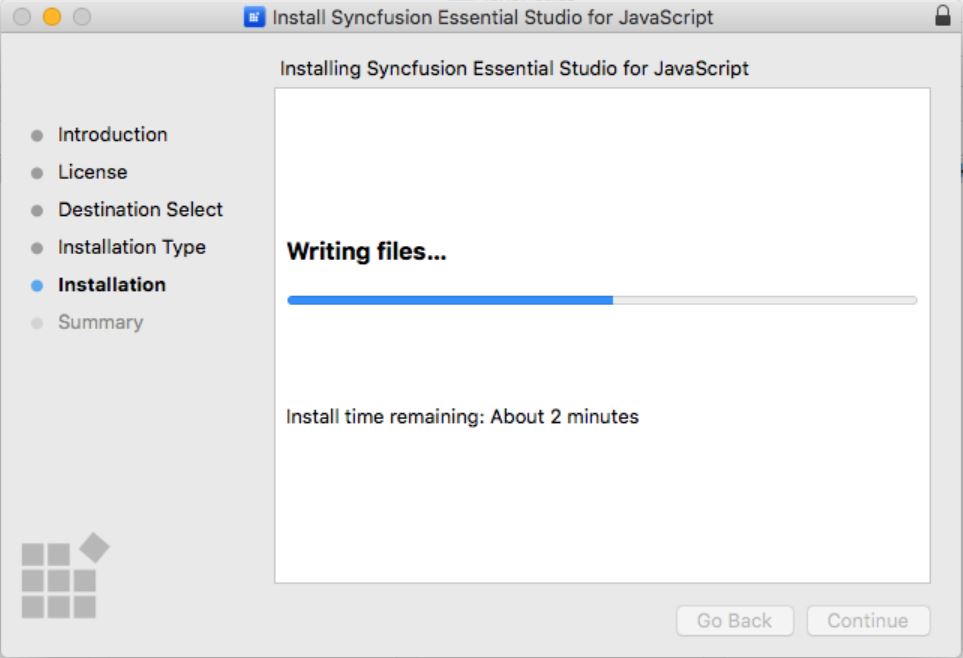 Install Syncfusion Essential Studio for JavaScript
Installing Syncfusion Essential Studio for JavaScript
Introduction
License
Destination Select
Installation Type
Installation
Summary
Writing files...
Install time remaining: About 2 minutes
Go Back
Continue